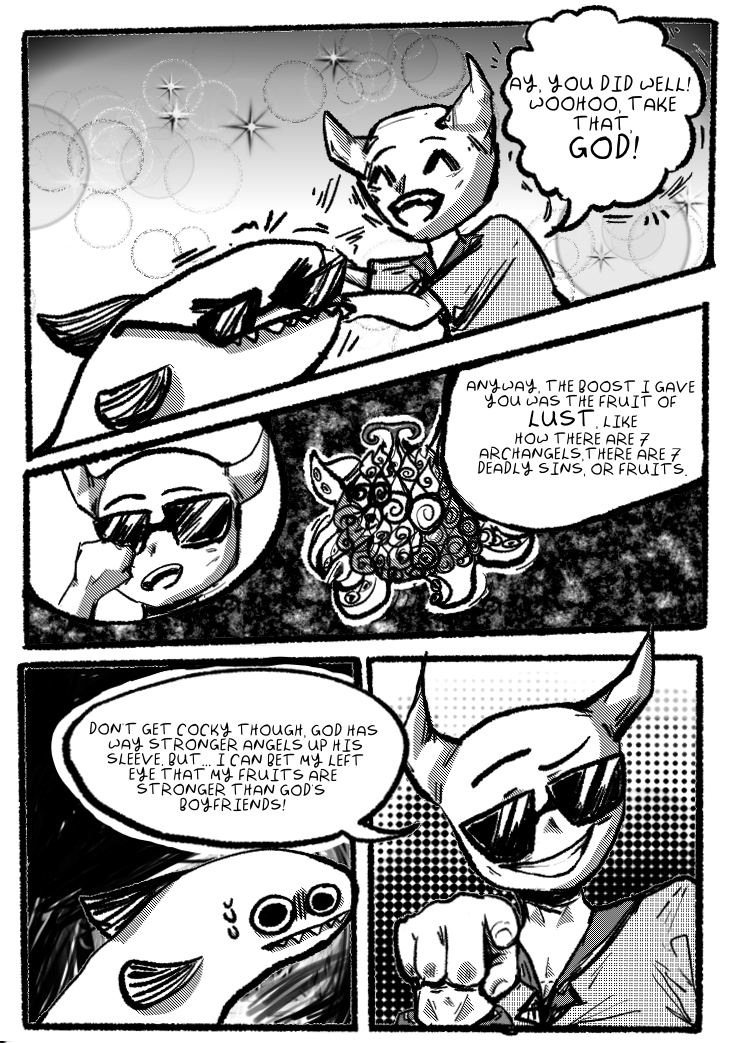 AY, YOU DID WELL!
WOOHOO, TAKE
THAT,
GOD!
ANYWAY, THE BOOST I GAVE
YOU WAS THE FRUIT OF
LUST, LIKE
HOW THERE ARE 7
ARCHANGELS,THERE ARE 7
DEADLY SINS, OR FRUITS.
DON'T GET COCKY THOUGH, GOD HAS
WAY STRONGER ANGELS UP HIS
SLEEVE, BUT... I CAN BET MY LEFT
EYE THAT MY FRUITS ARE
STRONGER THAN GOD'S
BOYFRIENDS!